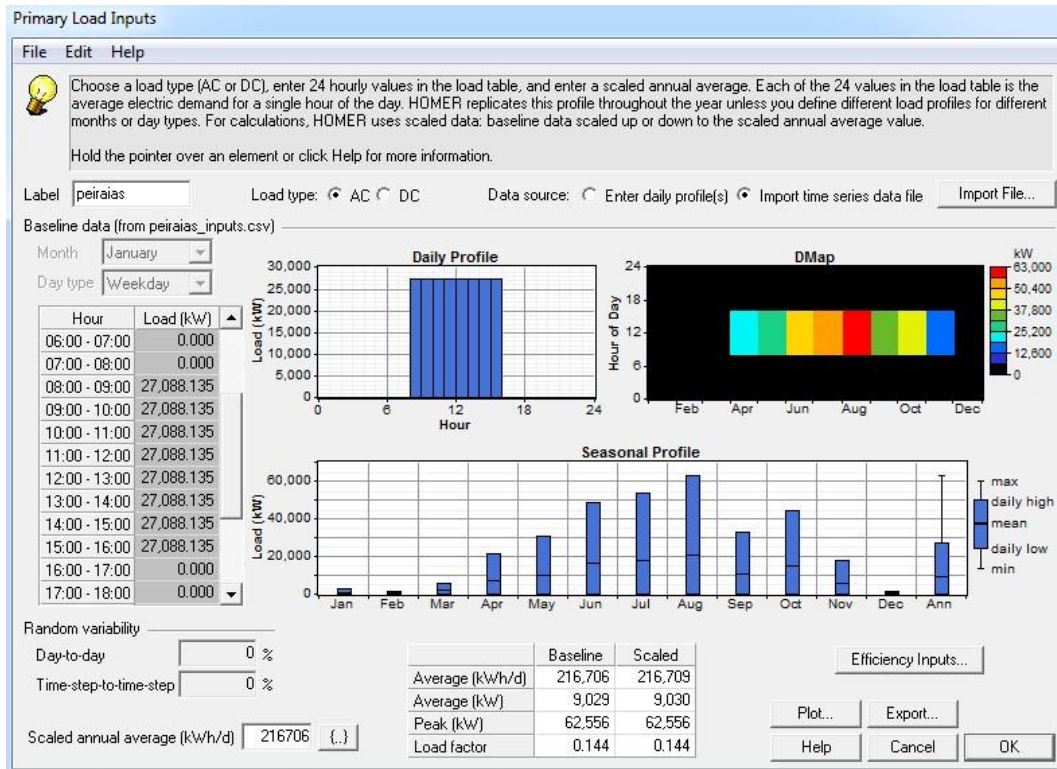 Primary Load Inputs
File Edit Help
Choose a load type (AC or DC), enter 24 hourly values in the load table, and enter a scaled annual average. Each of the 24 values in the load table is the
average electric demand for a single hour of the day. HOMER replicates this profile throughout the year unless you define different load profiles for different
months or day types. For calculations, HOMER uses scaled data: baseline data scaled up or down to the scaled annual average value.
Hold the pointer over an element or click Help for more information.
Label peiraias Load type: AC DC Data source: Enter daily profile(s) Import time series data file Import File...
Baseline data (from peiraias_inputs.csv)
Month January
Day type Weekday
Hour Load (kW)
06:00 - 07:00 0.000
07:00 - 08:00 0.000
08:00 - 09:00 27,088.135
09:00 - 10:00 27,088.135
10:00 - 11:00 27,088.135
11:00 - 12:00 27,088.135
12:00 - 13:00 27,088.135
13:00 - 14:00 27,088.135
14:00 - 15:00 27,088.135
15:00 - 16:00 27,088.135
16:00 - 17:00 0.000
17:00 - 18:00 0.000
Daily Profile
Load (kW)
30,000
25,000
20,000
15,000
10,000
5,000
0
0 6 12 18 24
Hour
DMap
Hour of Day
24
18
12
6
0
Feb Apr Jun Aug Oct Dec
kW
63,000
50,400
37,800
25,200
12,600
0
Seasonal Profile
Load (kW)
60,000
40,000
20,000
0
Jan Feb Mar Apr May Jun Jul Aug Sep Oct Nov Dec Ann
max
daily high
mean
daily low
min
Random variability
Day-to-day 0 %
Time-step-to-time-step 0 %
Scaled annual average (kWh/d) 216706 {..}
Baseline Scaled
Average (kWh/d) 216,706 216,709
Average (kW) 9,029 9,030
Peak (kW) 62,556 62,556
Load factor 0.144 0.144
Efficiency Inputs...
Plot... Export...
Help Cancel OK